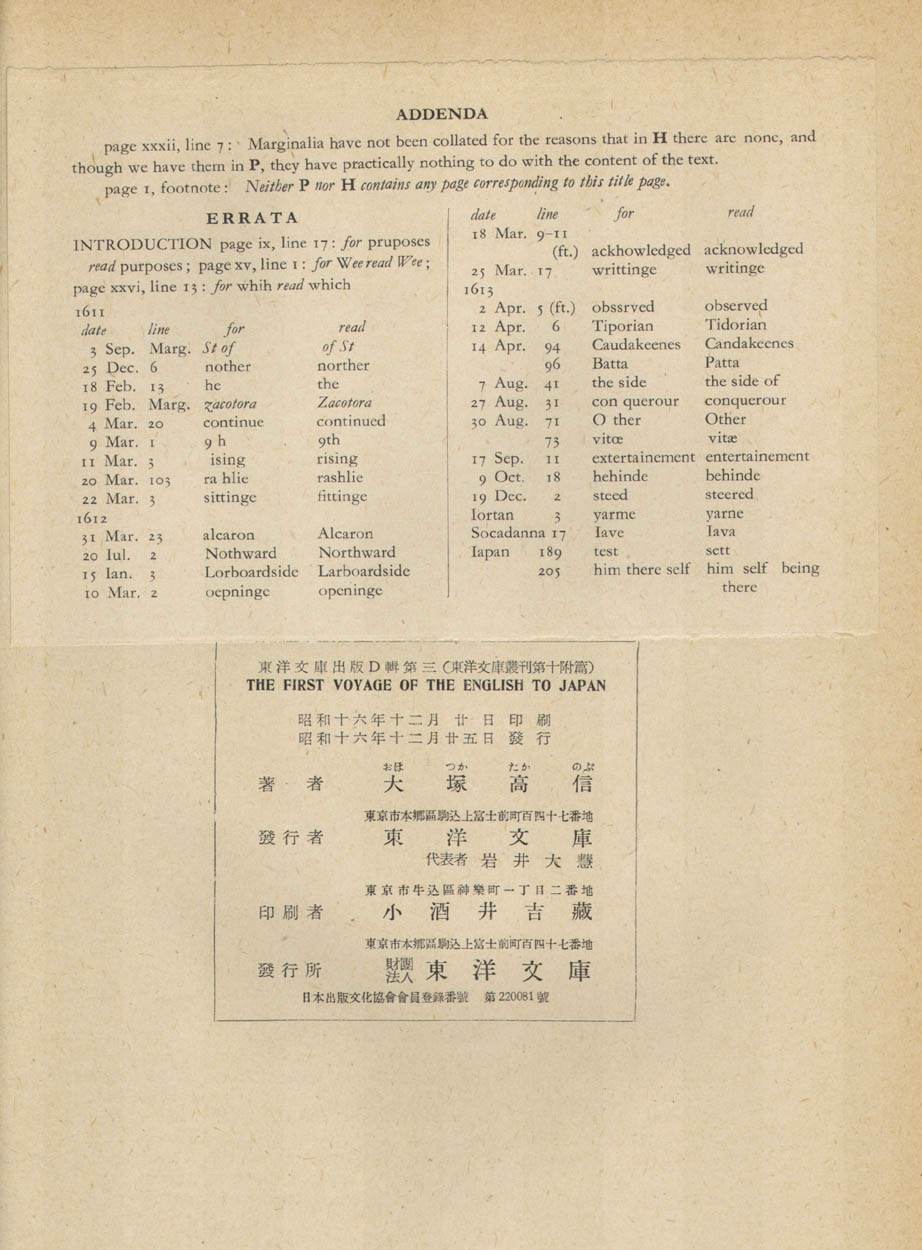 ADDENDA
page xxxii, line 7 : Marginalia have not been collated for the reasons that in H there are none, and
though we have them in P, they have practically nothing to do with the content of the text.
page 1, footnote : Neither P nor H contains any page corresponding to this title page.
ERRATA
INTRODUCTION page ix, line 17 : for pruposes
read purposes ; page xv, line 1 : for Wee read Wee ;
page xxvi, line 13 : for whih read which
1611
date line for read
3 Sep. Marg. St of of St
25 Dec. 6 nother norther
18 Feb. 13 he the
19 Feb. Marg. zacotora Zacotora
4 Mar. 20 continue continued
9 Mar. 1 9 h 9th
11 Mar. 3 ising rising
20 Mar. 103 ra hlie rashlie
22 Mar. 3 sittinge fittinge
1612
31 Mar. 23 alcaron Alcaron
20 Iul. 2 Nothward Northward
15 Ian. 3 Lorboardside Larboardside
10 Mar. 2 oepninge openinge
date line for read
18 Mar. 9-11
(ft.) ackhowledged acknowledged
25 Mar. 17 writtinge writinge
1613
2 Apr. 5 (ft.) obssrved observed
12 Apr. 6 Tiporian Tidorian
14 Apr. 94 Caudakeenes Candakeenes
96 Batta Patta
7 Aug. 41 the side the side of
27 Aug. 31 con querour conquerour
30 Aug. 71 O ther Other
73 vitœ vitæ
17 Sep. 11 extertainement entertainement
9 Oct. 18 hehinde behinde
19 Dec. 2 steed steered
Iortan 3 yarme yarne
Socadanna 17 Iave Iava
Iapan 189 test sett
205 him there self him self being
there
東洋文庫出版D輯第三(東洋文庫叢刊第十附篇)
THE FIRST VOYAGE OF THE ENGLISH TO JAPAN
昭和十六年十二月廿日印刷
昭和十六年十二月廿五日發行
おほ つか たか のぶ
著者 大塚高信
東京市本鄕區駒込上富士前町百四十七番地
發行者 東洋文庫
代表者 岩井大慧
東京市牛込區神樂町一丁目二番地
印刷者 小酒井吉藏
東京市本鄕區駒込上富士前町百四十七番地
發行所 財團法人 東洋文庫
日本出版文化協會會員登錄番號 第220081號